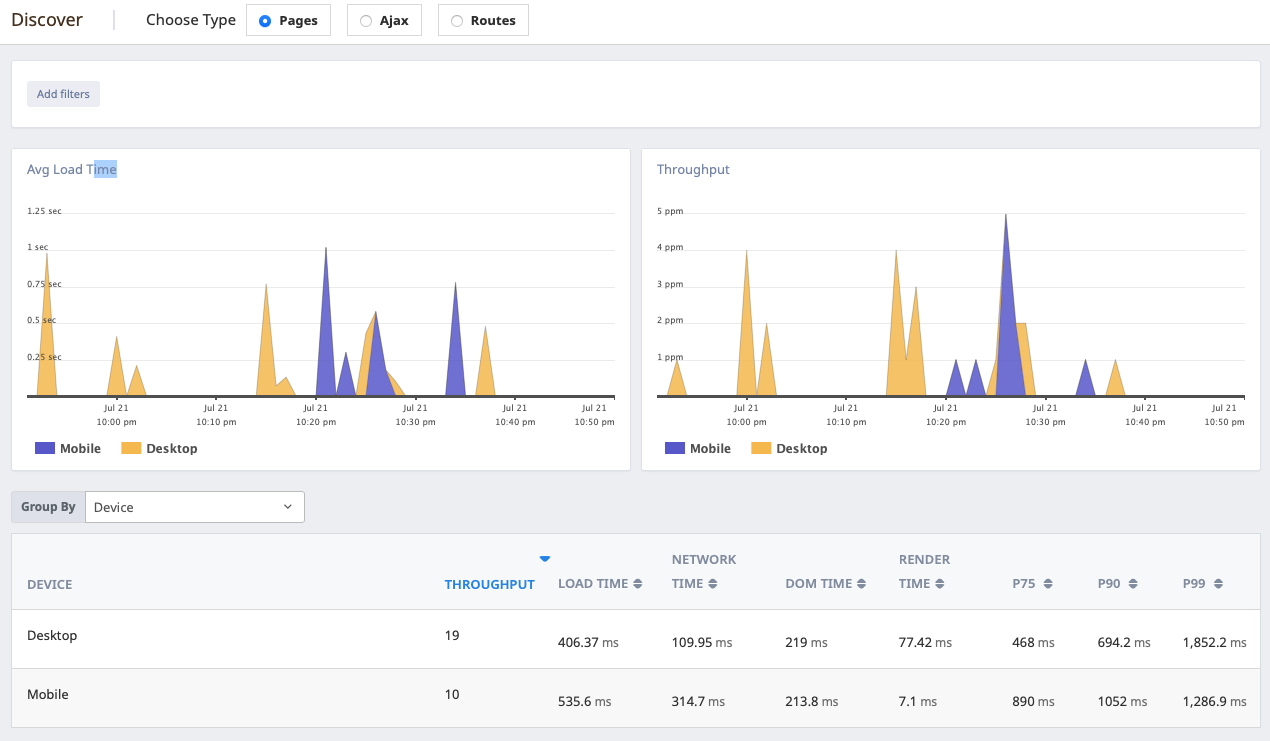 Discover Choose Type Pages Ajax Routes
Add filters
Avg Load Time
1.25 sec
1 sec
0.75 sec
0.5 sec
0.25 sec
Jul 21 Jul 21 Jul 21 Jul 21 Jul 21 Jul 21
10:00 pm 10:10 pm 10:20 pm 10:30 pm 10:40 pm 10:50 pm
Mobile Desktop
Throughput
5 ppm
4 ppm
3 ppm
2 ppm
1 ppm
Jul 21 Jul 21 Jul 21 Jul 21 Jul 21 Jul 21
10:00 pm 10:10 pm 10:20 pm 10:30 pm 10:40 pm 10:50 pm
Mobile Desktop
Group By Device
DEVICE THROUGHPUT LOAD TIME NETWORK TIME DOM TIME RENDER TIME P75 P90 P99
Desktop 19 406.37 ms 109.95 ms 219 ms 77.42 ms 468 ms 694.2 ms 1,852.2 ms
Mobile 10 535.6 ms 314.7 ms 213.8 ms 7.1 ms 890 ms 1052 ms 1,286.9 ms